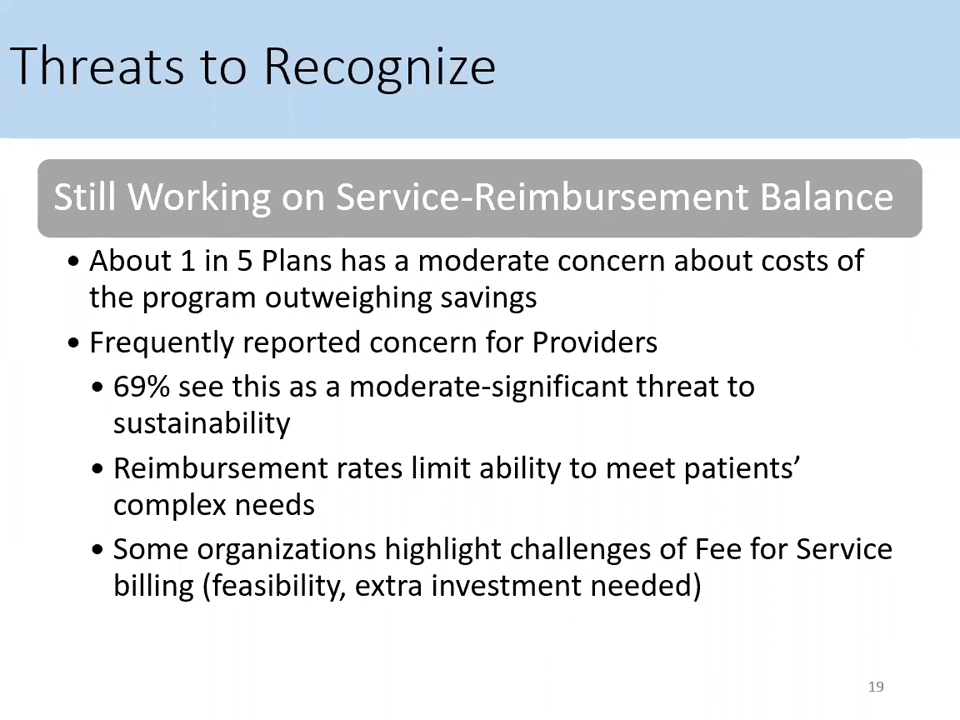 Threats to Recognize
Still Working on Service-Reimbursement Balance
• About 1 in 5 Plans has a moderate concern about costs of
the program outweighing savings
• Frequently reported concern for Providers
• 69% see this as a moderate-significant threat to
sustainability
• Reimbursement rates limit ability to meet patients’
complex needs
• Some organizations highlight challenges of Fee for Service
billing (feasibility, extra investment needed)
19